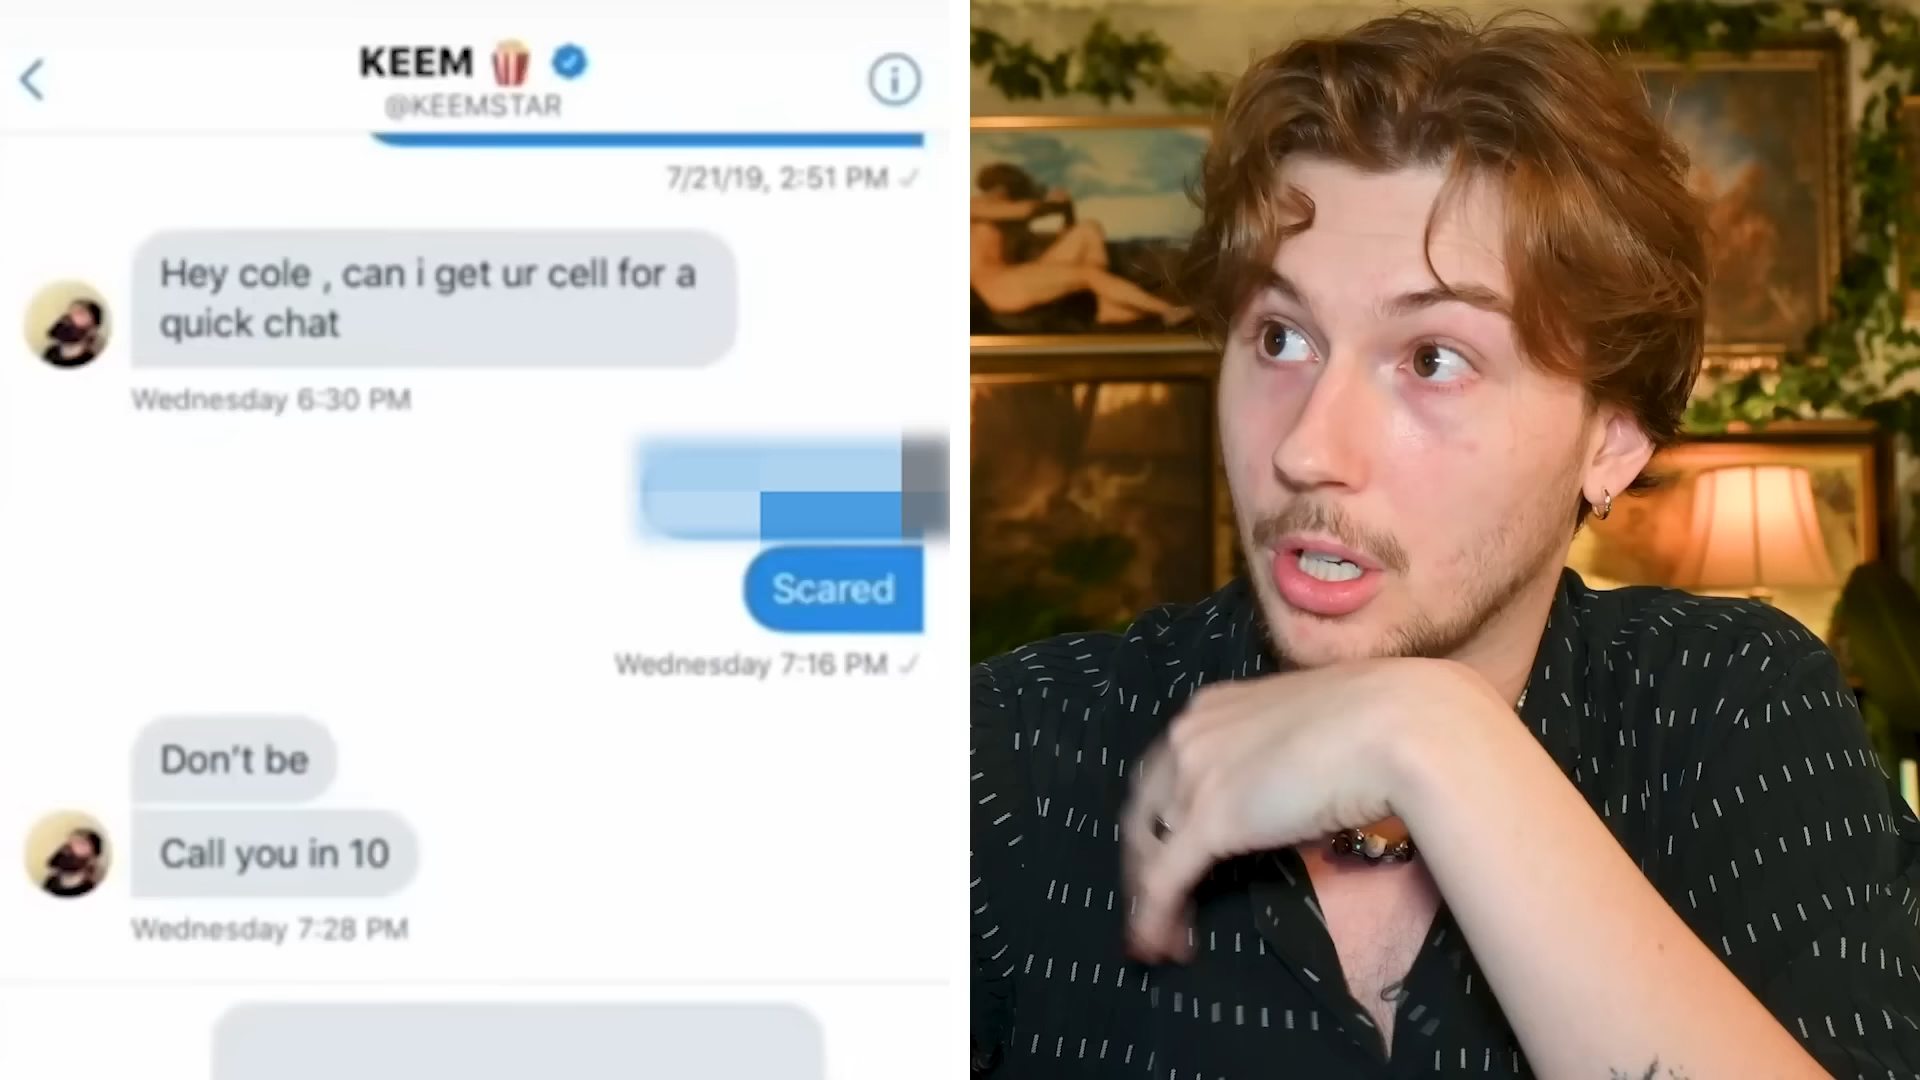 KEEM 🍿
@KEEMSTAR
7/21/19, 2:51 PM ✓
Hey cole , can i get ur cell for a
quick chat
Wednesday 6:30 PM
Scared
Wednesday 7:16 PM ✓
Don't be
Call you in 10
Wednesday 7:28 PM